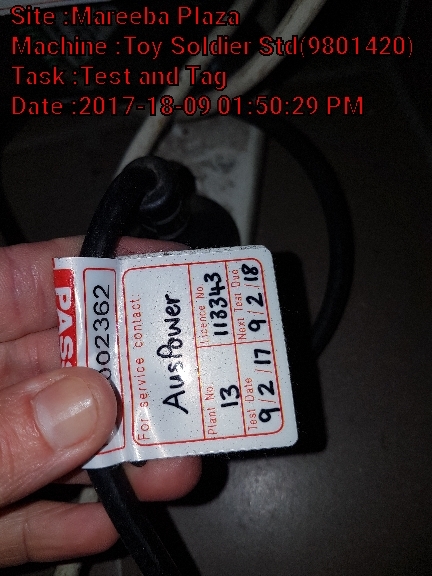 Site :Mareeba Plaza
Machine :Toy Soldier Std(9801420)
Task :Test and Tag
Date :2017-18-09 01:50:29 PM
PASS
002362
For service contact:
AusPower
Plant No. Licence No.
13 113343
Test Date Next Test Due
9/2/17 9/2/18